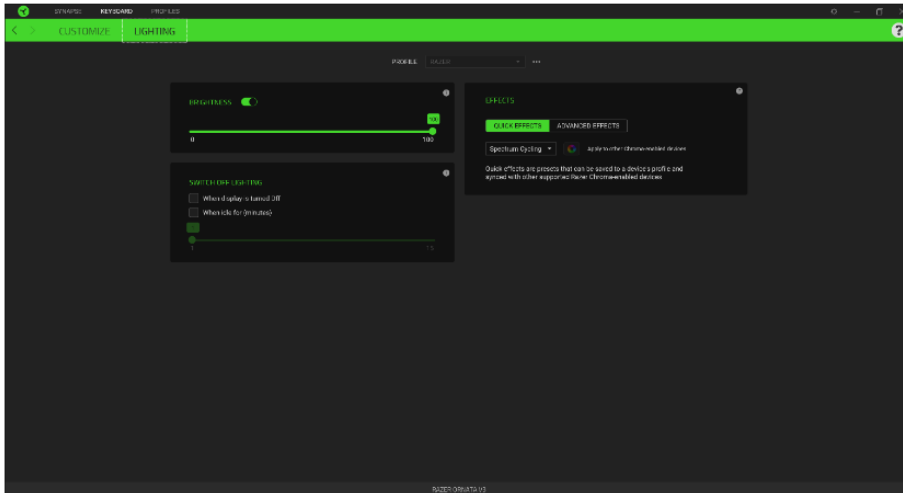 SYNAPSE KEYBOARD PROFILES
CUSTOMIZE LIGHTING
?
PROFILE RAZER
BRIGHTNESS
100
0 100
SWITCH OFF LIGHTING
When display is turned Off
When idle for (minutes)
1 15
EFFECTS
QUICK EFFECTS ADVANCED EFFECTS
Spectrum Cycling Apply to other Chroma-enabled devices
Quick effects are presets that can be saved to a device's profile and
synced with other supported Razer Chroma-enabled devices
RAZER ORNATA V3